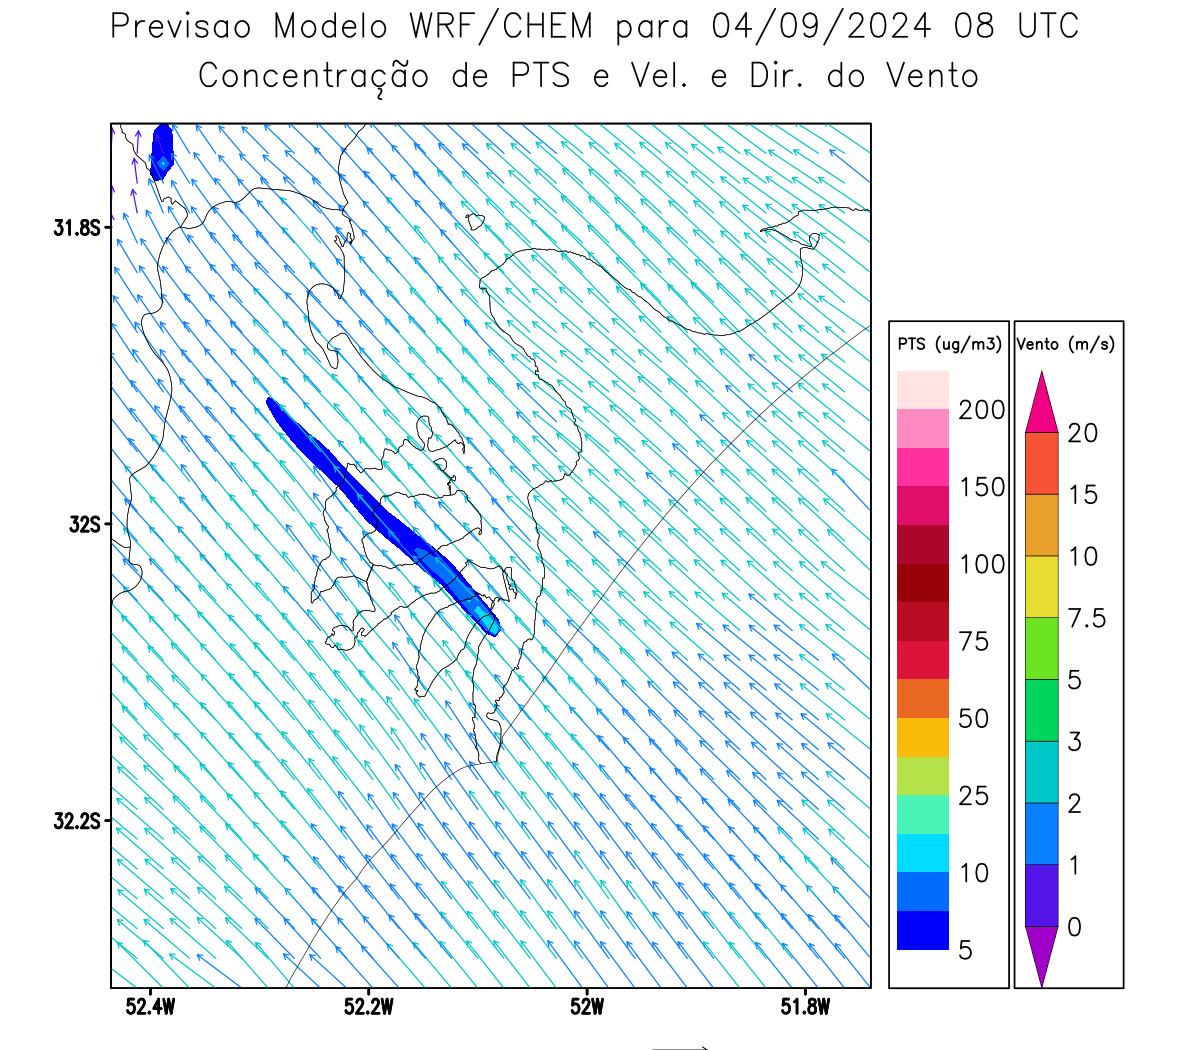 Previsao Modelo WRF/CHEM para 04/09/2024 08 UTC
Concentração de PTS e Vel. e Dir. do Vento
31.8S
32S
32.2S
52.4W
52.2W
52W
51.8W
PTS (ug/m3)
200
150
100
75
50
25
10
5
Vento (m/s)
20
15
10
7.5
5
3
2
1
0